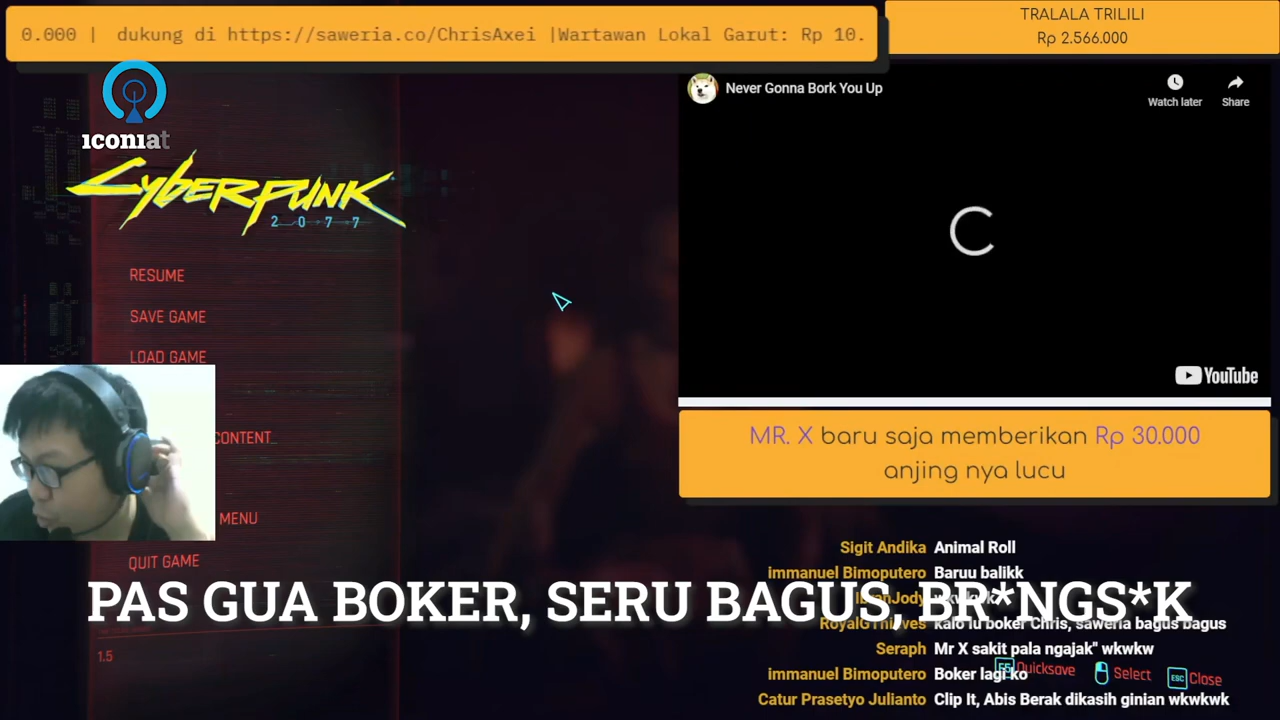 0.000 | dukung di https://saweria.co/ChrisAxei |Wartawan Lokal Garut: Rp 10.
TRALALA TRILILI
Rp 2.566.000
Never Gonna Bork You Up
Watch later
Share
iconiat
CYBERPUNK
2077
RESUME
SAVE GAME
LOAD GAME
CONTENT
MENU
QUIT GAME
YouTube
MR. X baru saja memberikan Rp 30.000
anjing nya lucu
Sigit Andika Animal Roll
immanuel Bimoputero Baruu balikk
PAS GUA BOKER, SERU BAGUS, BR*NGS*K
RoyalGThieves kalo lu boker Chris, saweria bagus bagus
Seraph Mr X sakit pala ngajak" wkwkw
immanuel Bimoputero Boker lagi ko
Catur Prasetyo Julianto Clip It, Abis Berak dikasih ginian wkwkwk
1.5
F5 Quicksave
Select
ESC Close